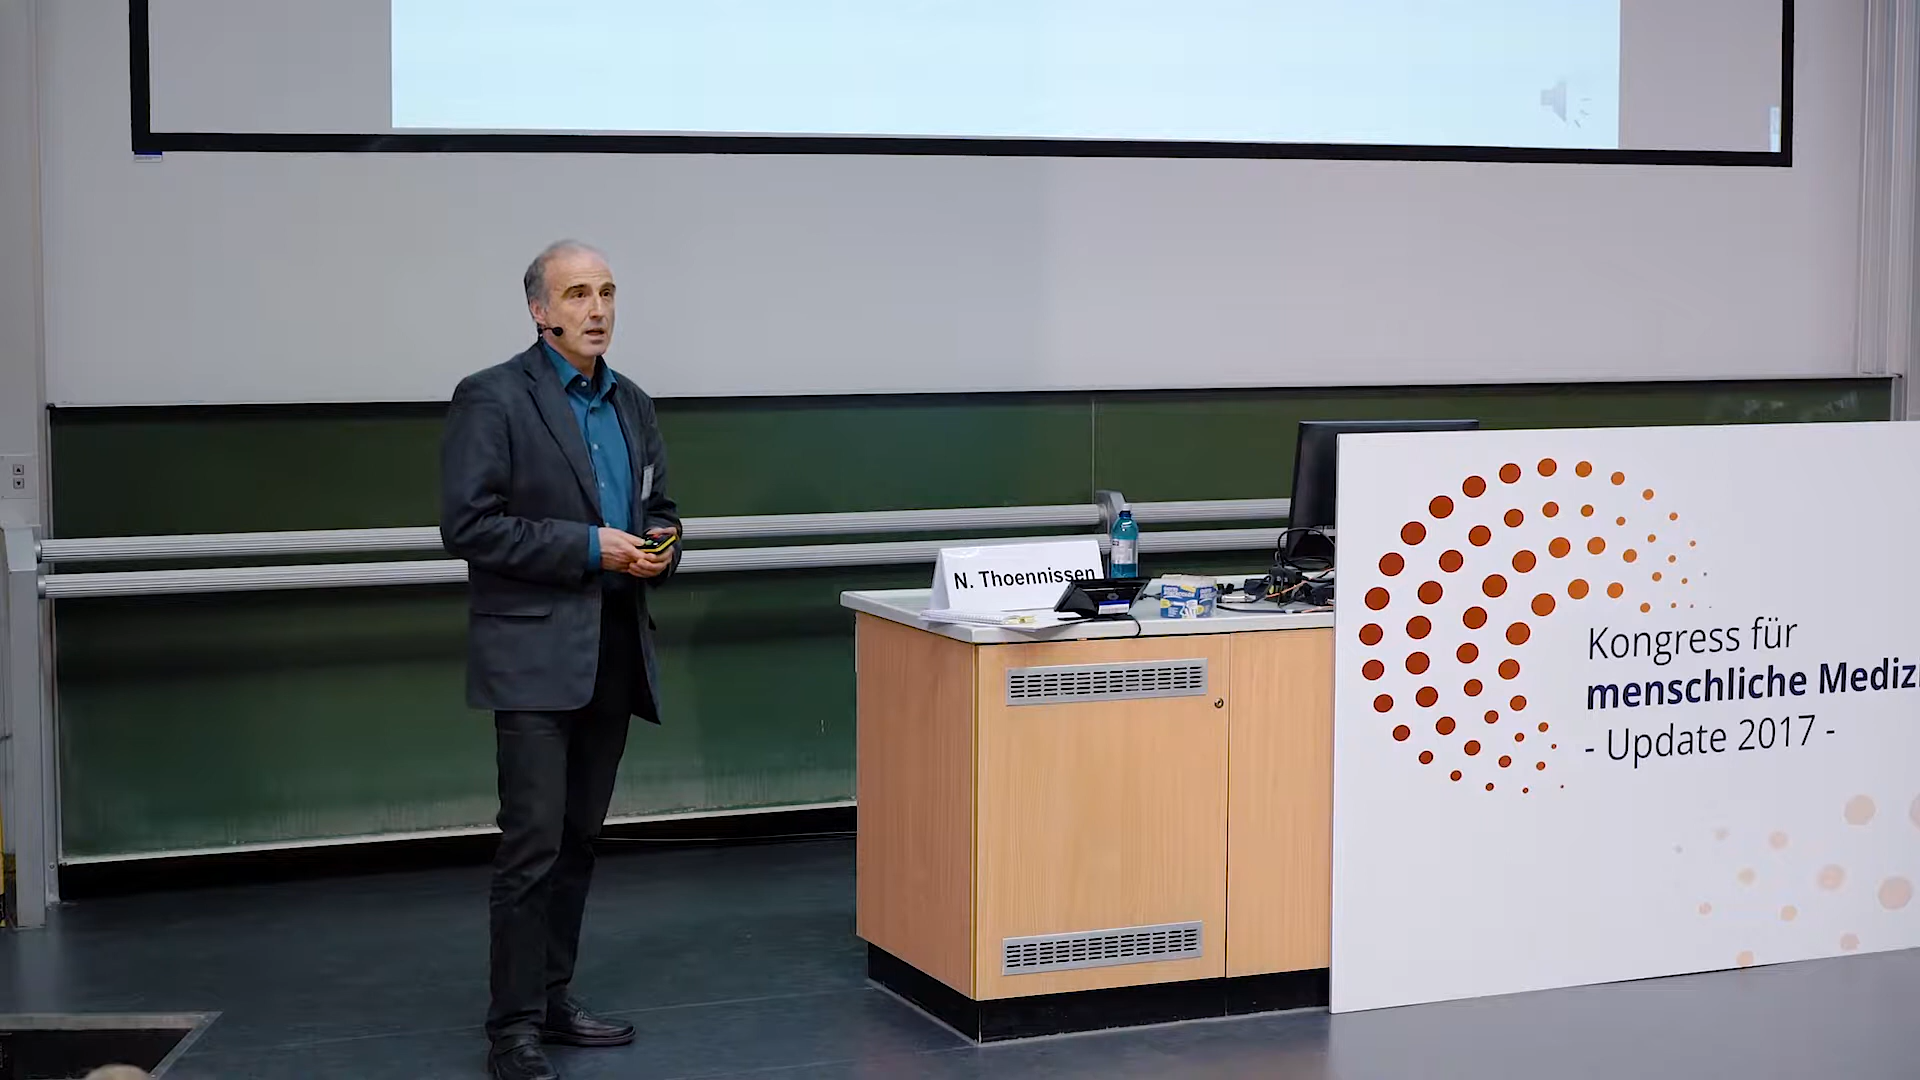 N. Thoennissen
Kongress für
menschliche Mediz
- Update 2017 -